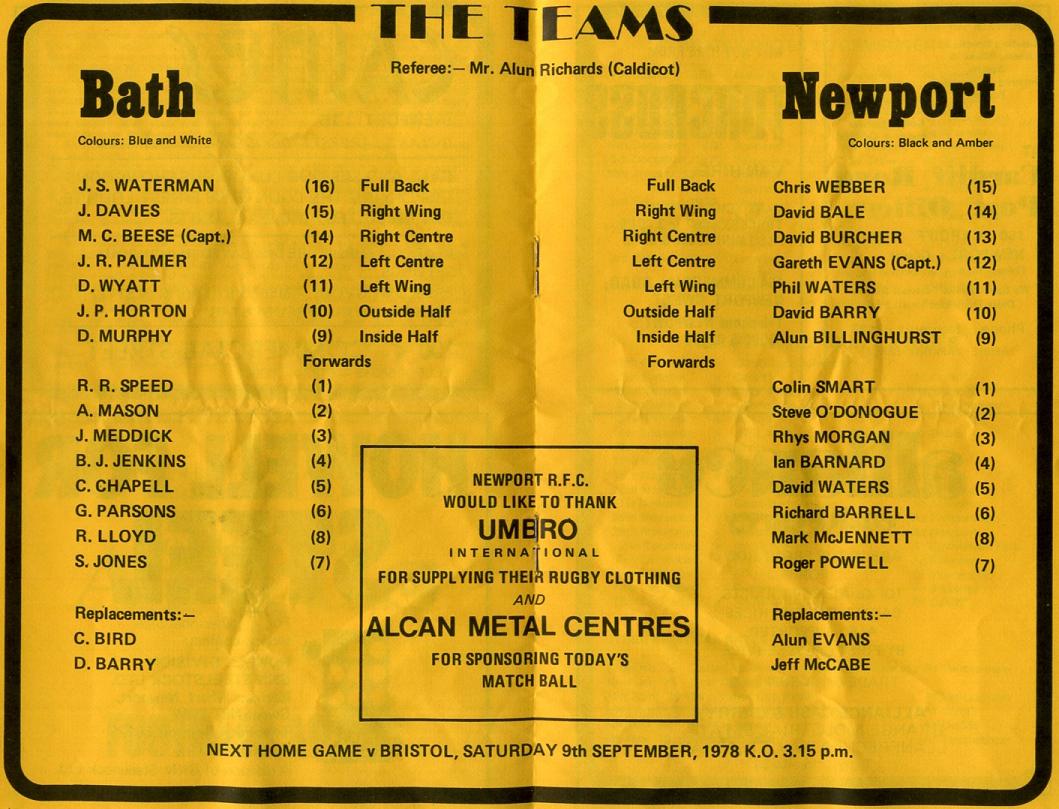 THE TEAMS
Referee:— Mr. Alun Richards (Caldicot)
Bath
Colours: Blue and White
J. S. WATERMAN (16) Full Back
J. DAVIES (15) Right Wing
M. C. BEESE (Capt.) (14) Right Centre
J. R. PALMER (12) Left Centre
D. WYATT (11) Left Wing
J. P. HORTON (10) Outside Half
D. MURPHY (9) Inside Half
Forwards
R. R. SPEED (1)
A. MASON (2)
J. MEDDICK (3)
B. J. JENKINS (4)
C. CHAPELL (5)
G. PARSONS (6)
R. LLOYD (8)
S. JONES (7)
Replacements:—
C. BIRD
D. BARRY
Newport
Colours: Black and Amber
Full Back Chris WEBBER (15)
Right Wing David BALE (14)
Right Centre David BURCHER (13)
Left Centre Gareth EVANS (Capt.) (12)
Left Wing Phil WATERS (11)
Outside Half David BARRY (10)
Inside Half Alun BILLINGHURST (9)
Forwards
Colin SMART (1)
Steve O'DONOGUE (2)
Rhys MORGAN (3)
Ian BARNARD (4)
David WATERS (5)
Richard BARRELL (6)
Mark McJENNETT (8)
Roger POWELL (7)
Replacements:—
Alun EVANS
Jeff McCABE
NEWPORT R.F.C.
WOULD LIKE TO THANK
UMBRO
INTERNATIONAL
FOR SUPPLYING THEIR RUGBY CLOTHING
AND
ALCAN METAL CENTRES
FOR SPONSORING TODAY'S
MATCH BALL
NEXT HOME GAME v BRISTOL, SATURDAY 9th SEPTEMBER, 1978 K.O. 3.15 p.m.